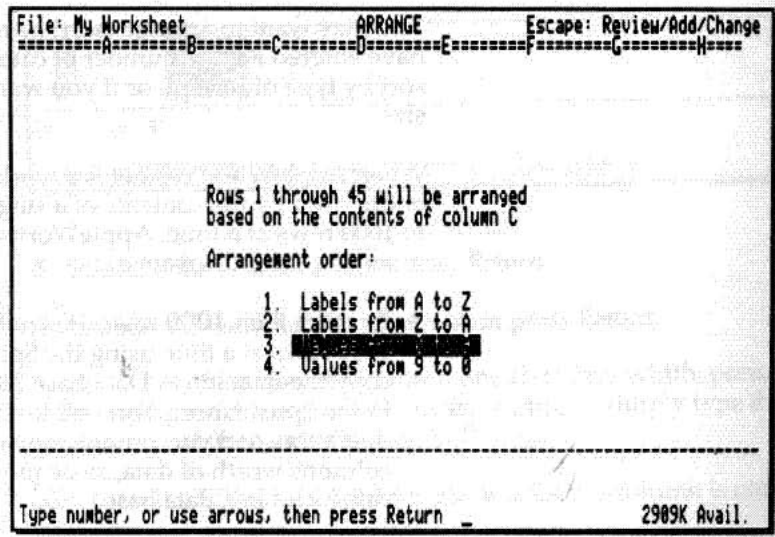 File: My Worksheet ARRANGE Escape: Review/Add/Change
=========A========B========C========D========E========F========G========H====
Rows 1 through 45 will be arranged
based on the contents of column C
Arrangement order:
1. Labels from A to Z
2. Labels from Z to A
3.
4. Values from 9 to 0
Type number, or use arrows, then press Return _ 2909K Avail.